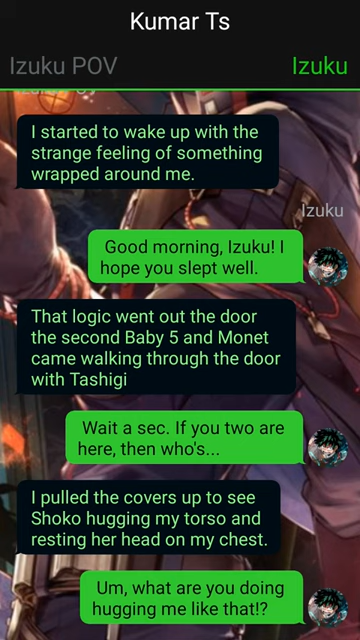 Kumar Ts
Izuku POV
Izuku
I started to wake up with the
strange feeling of something
wrapped around me.
Izuku
Good morning, Izuku! I
hope you slept well.
That logic went out the door
the second Baby 5 and Monet
came walking through the door
with Tashigi
Wait a sec. If you two are
here, then who's...
I pulled the covers up to see
Shoko hugging my torso and
resting her head on my chest.
Um, what are you doing
hugging me like that!?